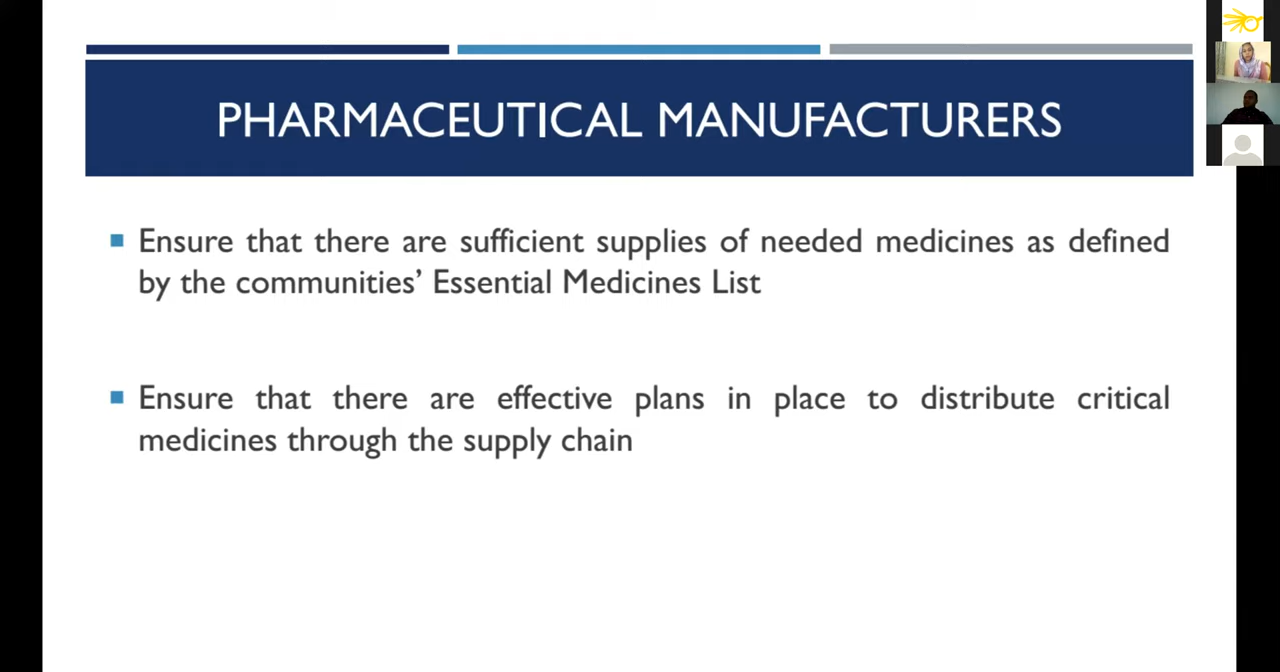 PHARMACEUTICAL MANUFACTURERS
Ensure that there are sufficient supplies of needed medicines as defined
by the communities’ Essential Medicines List
Ensure that there are effective plans in place to distribute critical
medicines through the supply chain